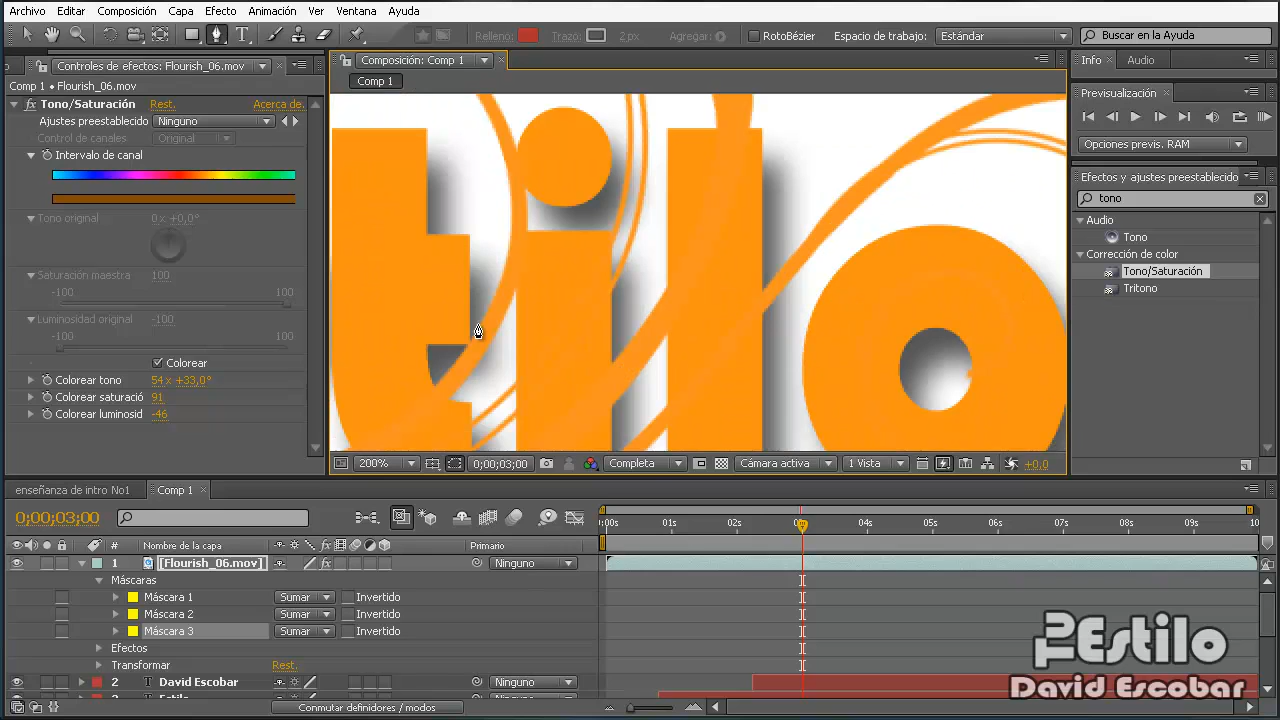 Archivo Editar Composición Capa Efecto Animación Ver Ventana Ayuda
T Relleno: Trazo: 2 px Agregar: RotoBézier Espacio de trabajo: Estándar Buscar en la Ayuda
Controles de efectos: Flourish_06.mov
Comp 1 • Flourish_06.mov
fx Tono/Saturación Rest. Acerca de.
Ajustes preestablecido Ninguno
Control de canales Original
Intervalo de canal
Tono original 0 x +0,0°
Saturación maestra 100
-100 100
Luminosidad original -100
-100 100
Colorear
Colorear tono 54 x +33,0°
Colorear saturació 91
Colorear luminosid -46
Composición: Comp 1
Comp 1
tilo
200% 0;00;03;00 Completa Cámara activa 1 Vista +0,0
Info Audio
Previsualización
Opciones previs. RAM
Efectos y ajustes preestablecido
tono
Audio
Tono
Corrección de color
Tono/Saturación
Tritono
enseñanza de intro No1 Comp 1
0;00;03;00
:00s 01s 02s 03s 04s 05s 06s 07s 08s 09s 10
# Nombre de la capa fx Primario
1 [Flourish_06.mov] fx Ninguno
Máscaras
Máscara 1 Sumar Invertido
Máscara 2 Sumar Invertido
Máscara 3 Sumar Invertido
Efectos
Transformar Rest.
2 T David Escobar Ninguno
Conmutar definidores / modos
TuEstilo
David Escobar